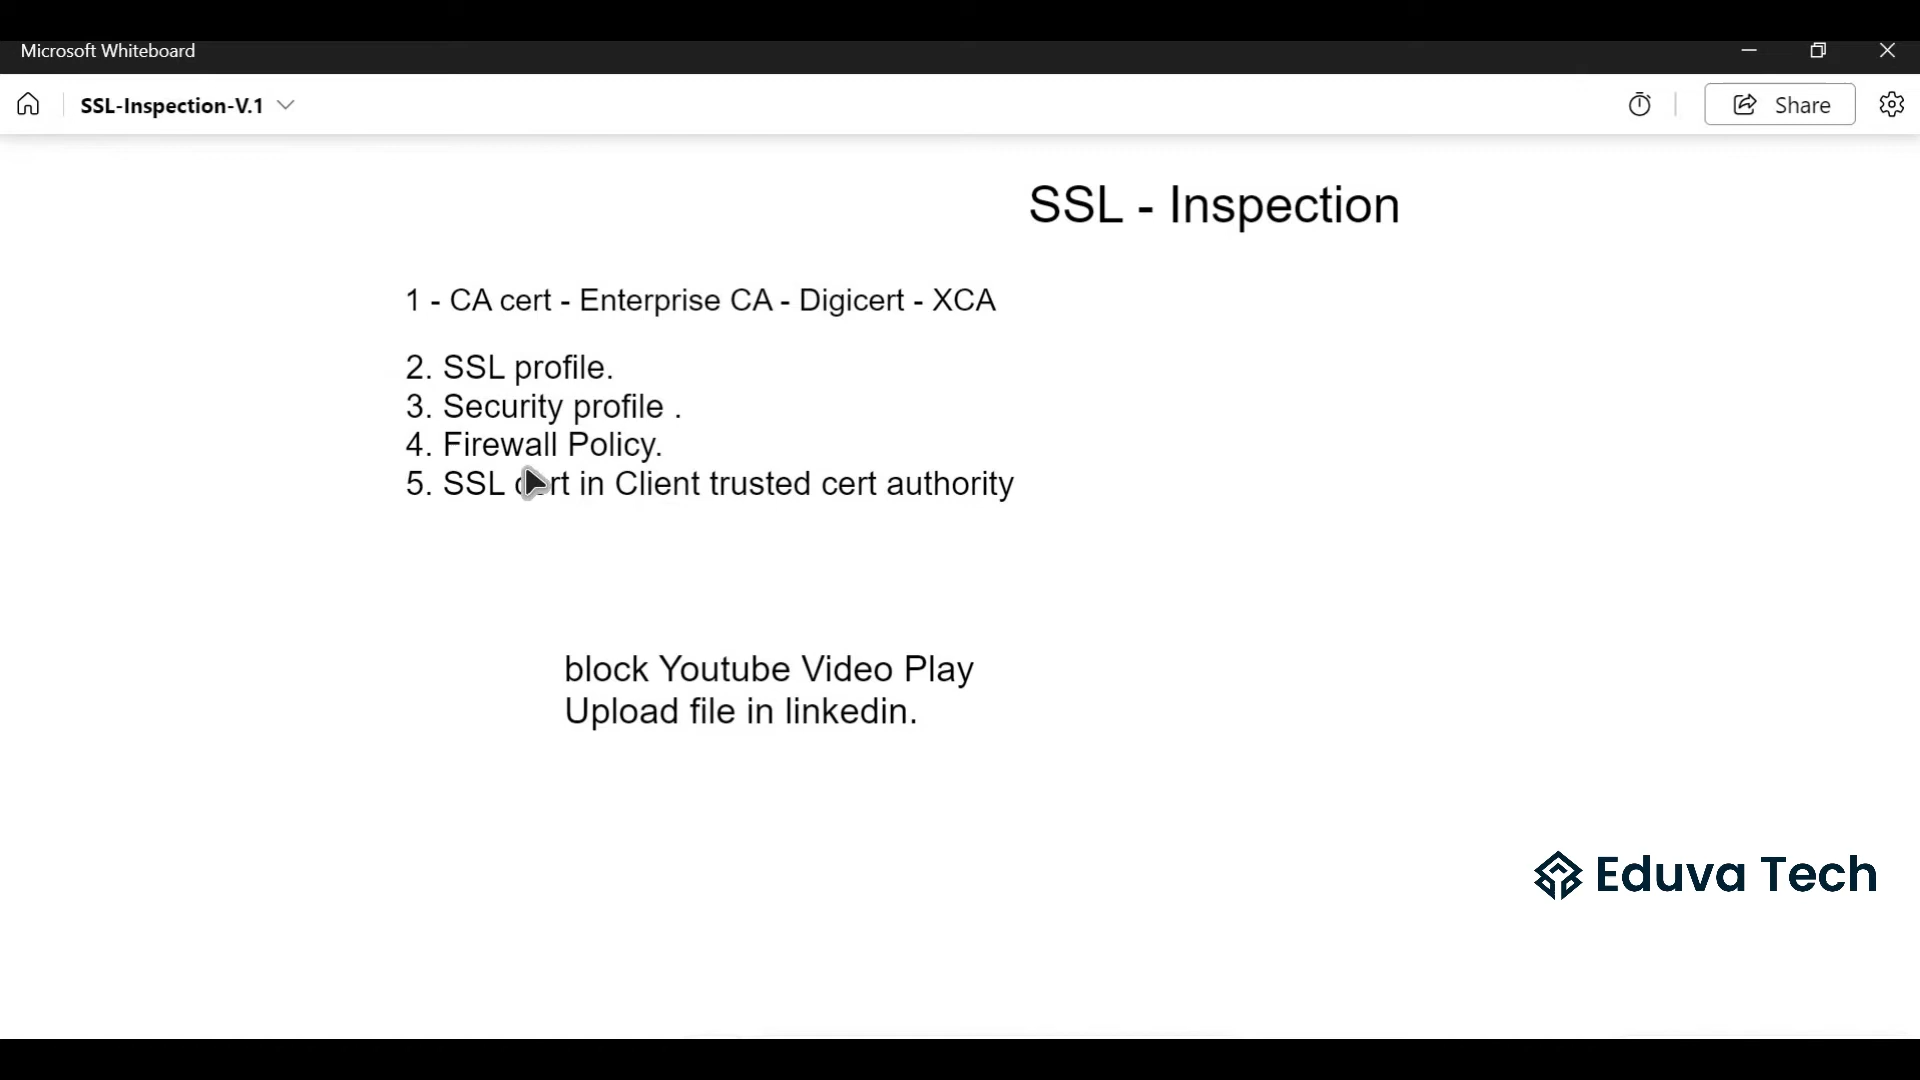 Microsoft Whiteboard
SSL-Inspection-V.1
Share
SSL - Inspection
1 - CA cert - Enterprise CA - Digicert - XCA
2. SSL profile.
3. Security profile .
4. Firewall Policy.
5. SSL cert in Client trusted cert authority
block Youtube Video Play
Upload file in linkedin.
Eduva Tech